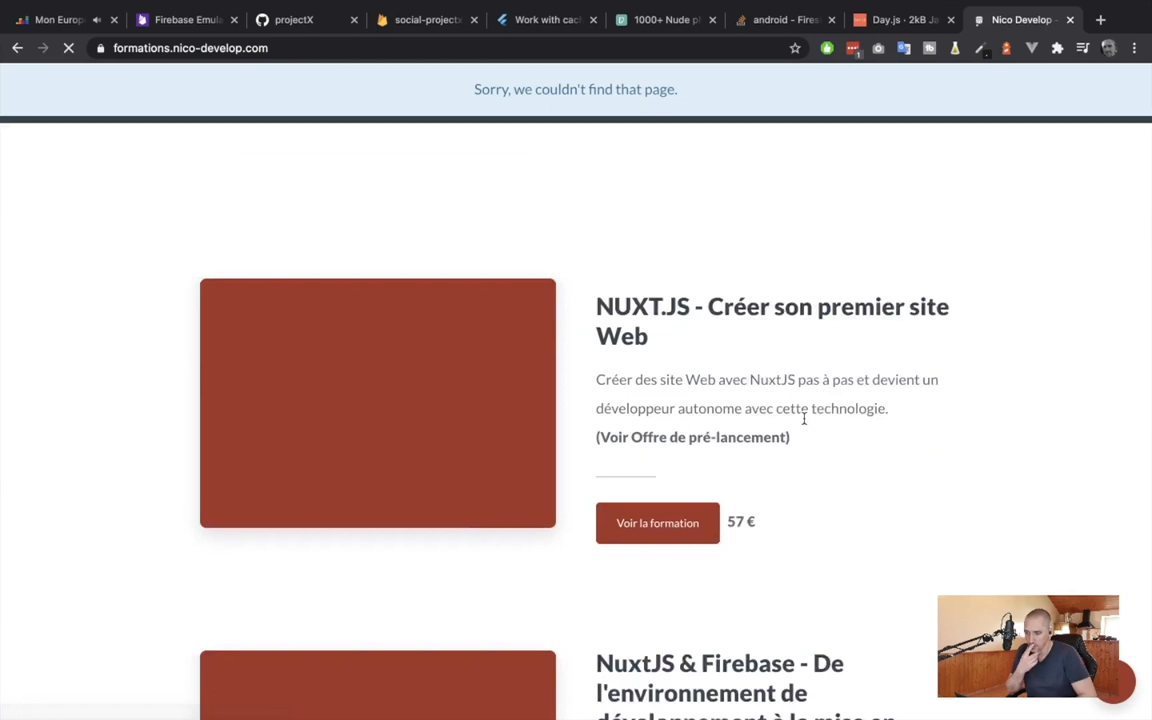 Mon Europ
Firebase Emula
projectX
social-projectx
Work with cach
1000+ Nude p
android - Fires
Day.js · 2kB Ja
Nico Develop -
formations.nico-develop.com
Sorry, we couldn't find that page.
NUXT.JS - Créer son premier site
Web
Créer des site Web avec NuxtJS pas à pas et devient un
développeur autonome avec cette technologie.
(Voir Offre de pré-lancement)
Voir la formation
57 €
NuxtJS & Firebase - De
l'environnement de
développement à la mise en